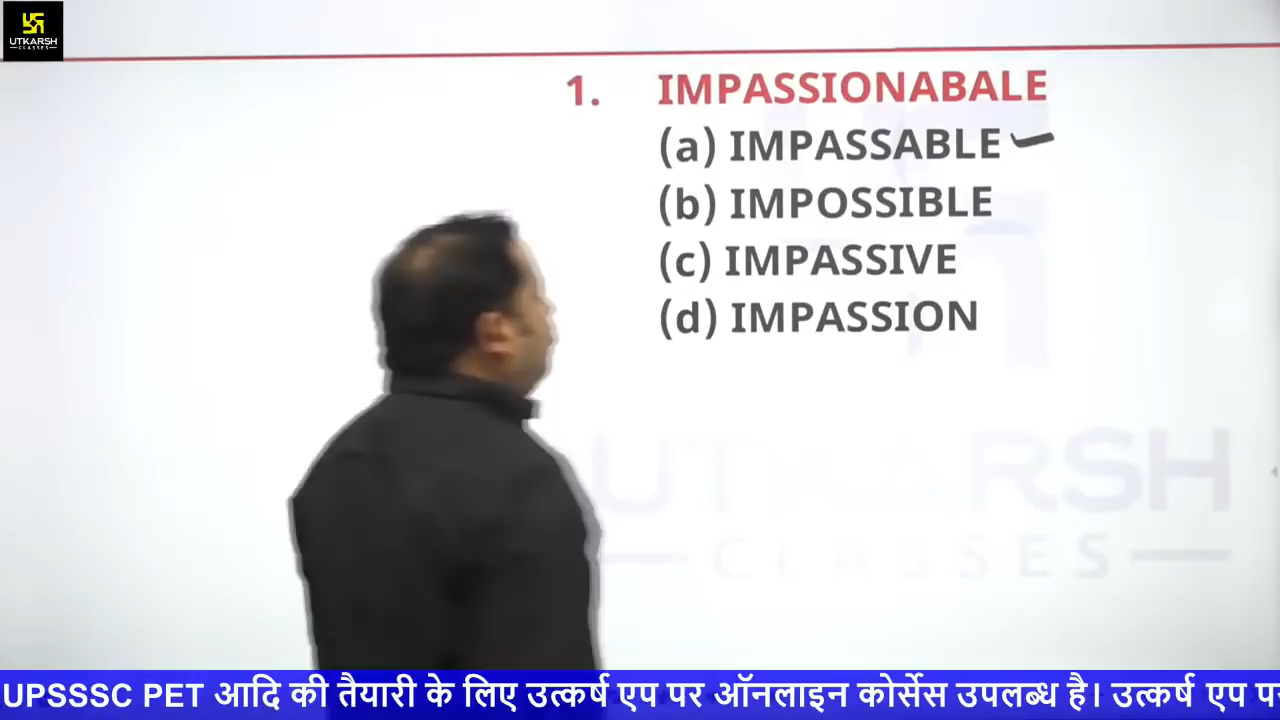 UTKARSH
CLASSES
1. IMPASSIONABALE
(a) IMPASSABLE
(b) IMPOSSIBLE
(c) IMPASSIVE
(d) IMPASSION
UTKARSH
CLASSES
UPSSSC PET आदि की तैयारी के लिए उत्कर्ष एप पर ऑनलाइन कोर्सेस उपलब्ध है। उत्कर्ष एप